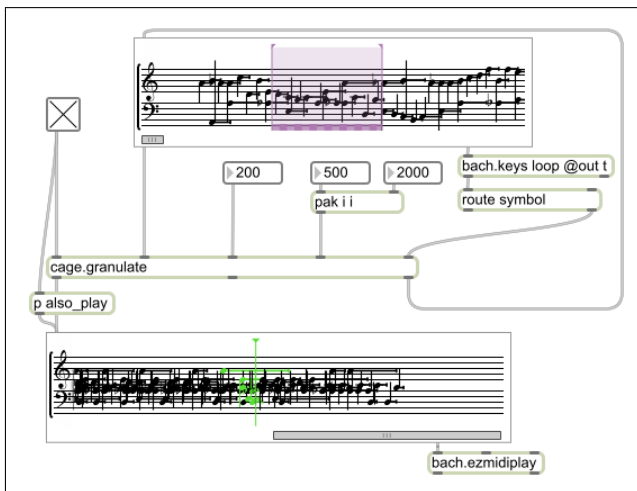 bach.keys loop @out t
200
500
2000
pak i i
route symbol
cage.granulate
p also_play
bach.ezmidiplay